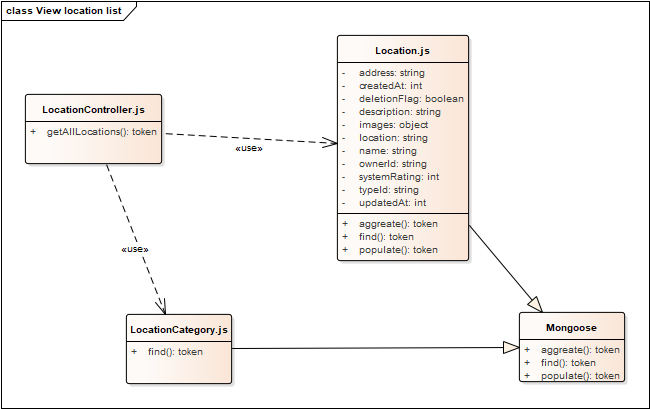 class View location list
Location.js
- address: string
- createdAt: int
- deletionFlag: boolean
- description: string
- images: object
- location: string
- name: string
- ownerId: string
- systemRating: int
- typeId: string
- updatedAt: int
+ aggreate(): token
+ find(): token
+ populate(): token
LocationController.js
+ getAllLocations(): token
«use»
«use»
LocationCategory.js
+ find(): token
Mongoose
+ aggreate(): token
+ find(): token
+ populate(): token